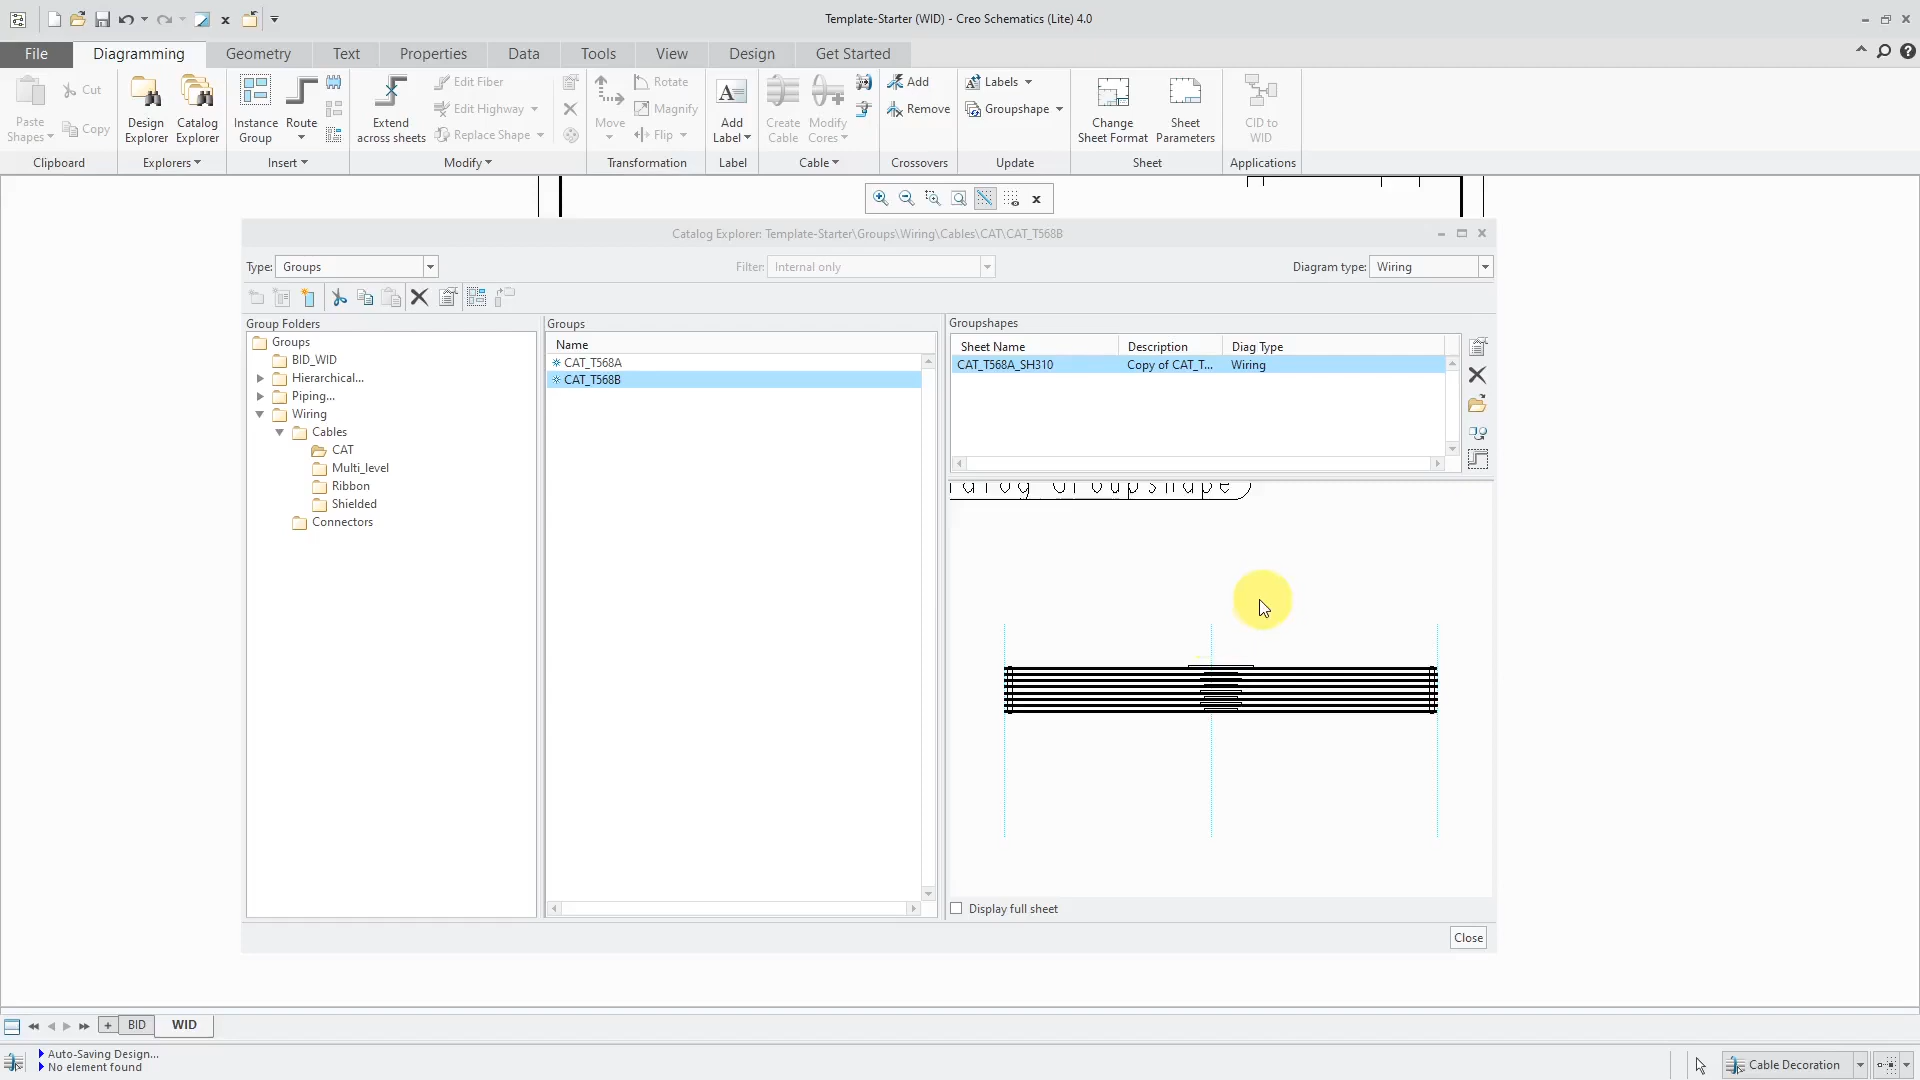 Template-Starter (WID) - Creo Schematics (Lite) 4.0
File Diagramming Geometry Text Properties Data Tools View Design Get Started
Paste Shapes
Cut
Copy
Clipboard
Design Explorer
Catalog Explorer
Explorers
Instance Group
Route
Insert
Extend across sheets
Edit Fiber
Edit Highway
Replace Shape
Modify
Move
Rotate
Magnify
Flip
Transformation
Add Label
Label
Create Cable
Modify Cores
Cable
Add
Remove
Crossovers
Labels
Groupshape
Update
Change Sheet Format
Sheet Parameters
Sheet
CID to WID
Applications
Catalog Explorer: Template-Starter\Groups\Wiring\Cables\CAT\CAT_T568B
Type: Groups
Filter: Internal only
Diagram type: Wiring
Group Folders
Groups
BID_WID
Hierarchical...
Piping...
Wiring
Cables
CAT
Multi_level
Ribbon
Shielded
Connectors
Groups
Name
CAT_T568A
CAT_T568B
Groupshapes
Sheet Name Description Diag Type
CAT_T568A_SH310 Copy of CAT_T... Wiring
Display full sheet
Close
BID WID
Auto-Saving Design...
No element found
Cable Decoration